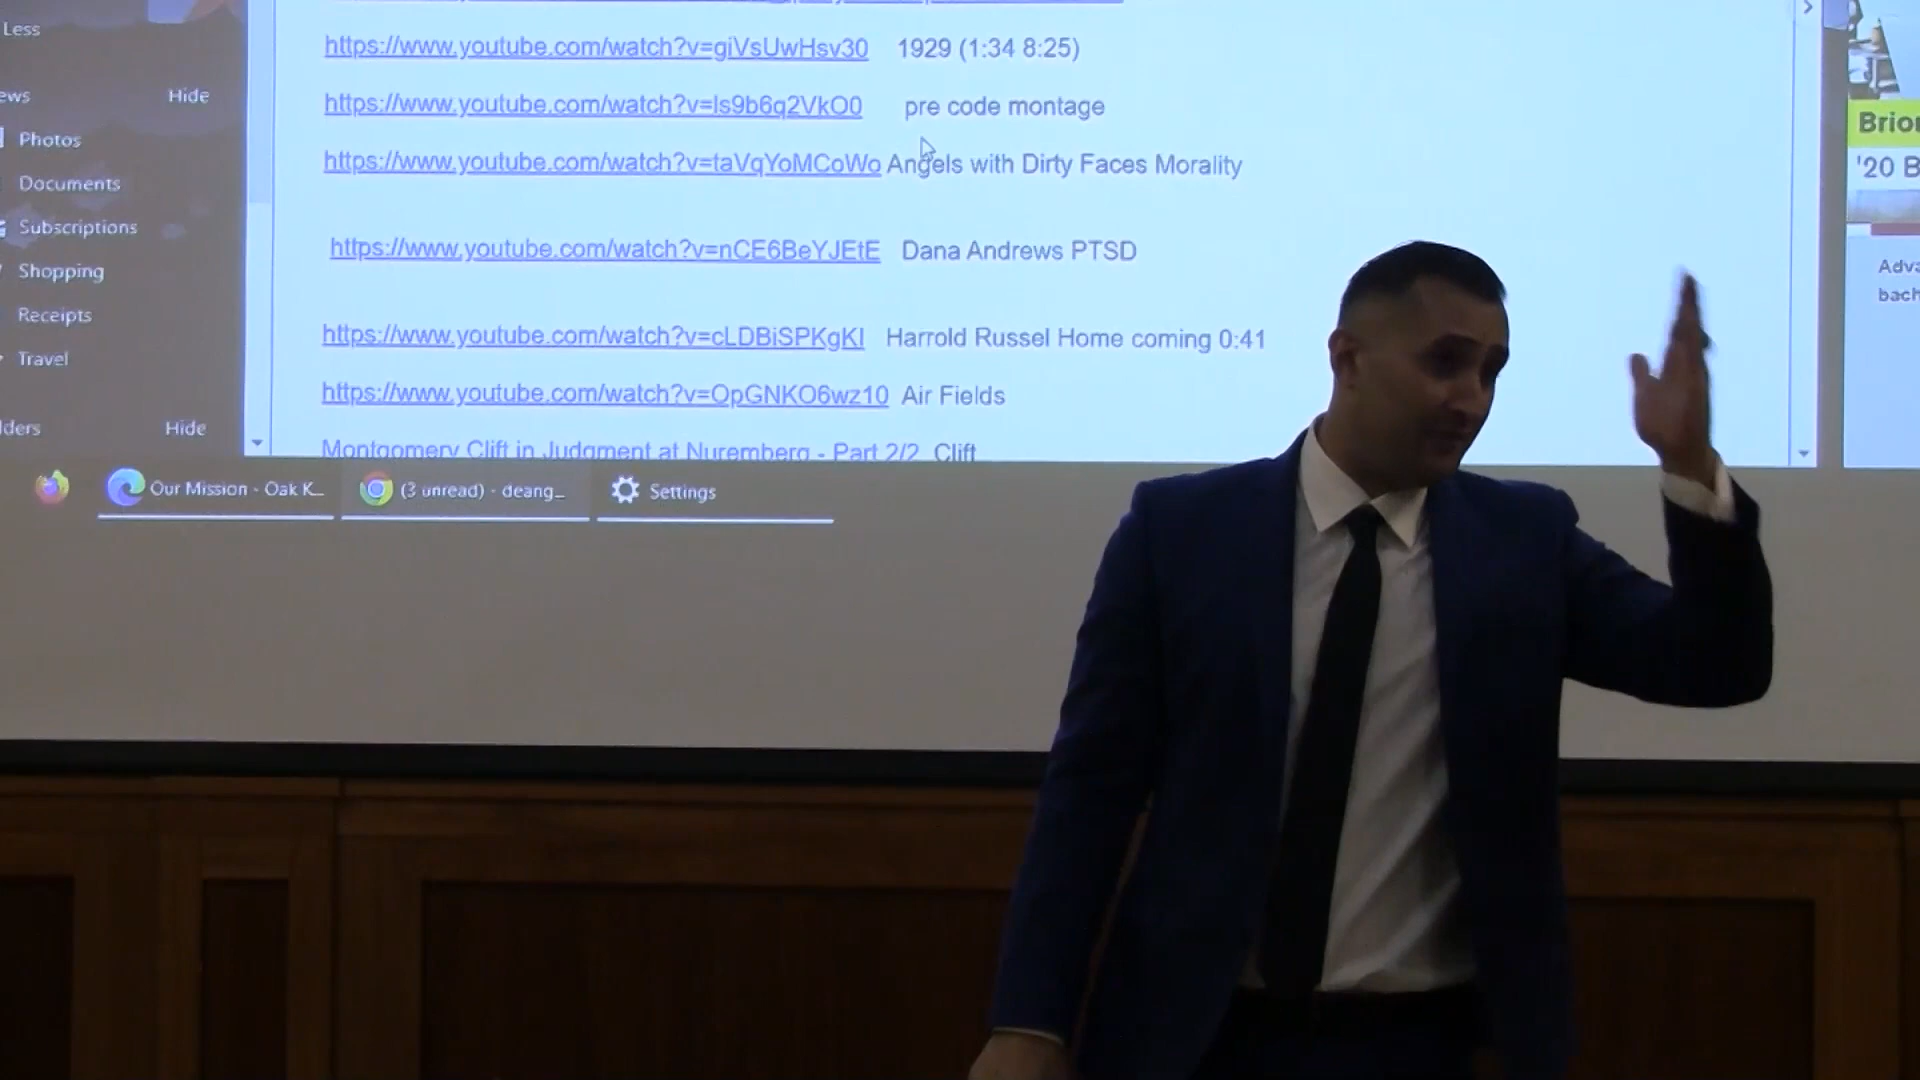 Less
ews Hide
Photos
Documents
Subscriptions
Shopping
Receipts
Travel
lders Hide
https://www.youtube.com/watch?v=giVsUwHsv30 1929 (1:34 8:25)
https://www.youtube.com/watch?v=ls9b6q2VkO0 pre code montage
https://www.youtube.com/watch?v=taVqYoMCoWo Angels with Dirty Faces Morality
https://www.youtube.com/watch?v=nCE6BeYJEtE Dana Andrews PTSD
https://www.youtube.com/watch?v=cLDBiSPKgKI Harrold Russel Home coming 0:41
https://www.youtube.com/watch?v=OpGNKO6wz10 Air Fields
Montgomery Clift in Judgment at Nuremberg - Part 2/2 Clift
Brior
'20 B
Adva
bach
Our Mission - Oak K...
(3 unread) - deang...
Settings